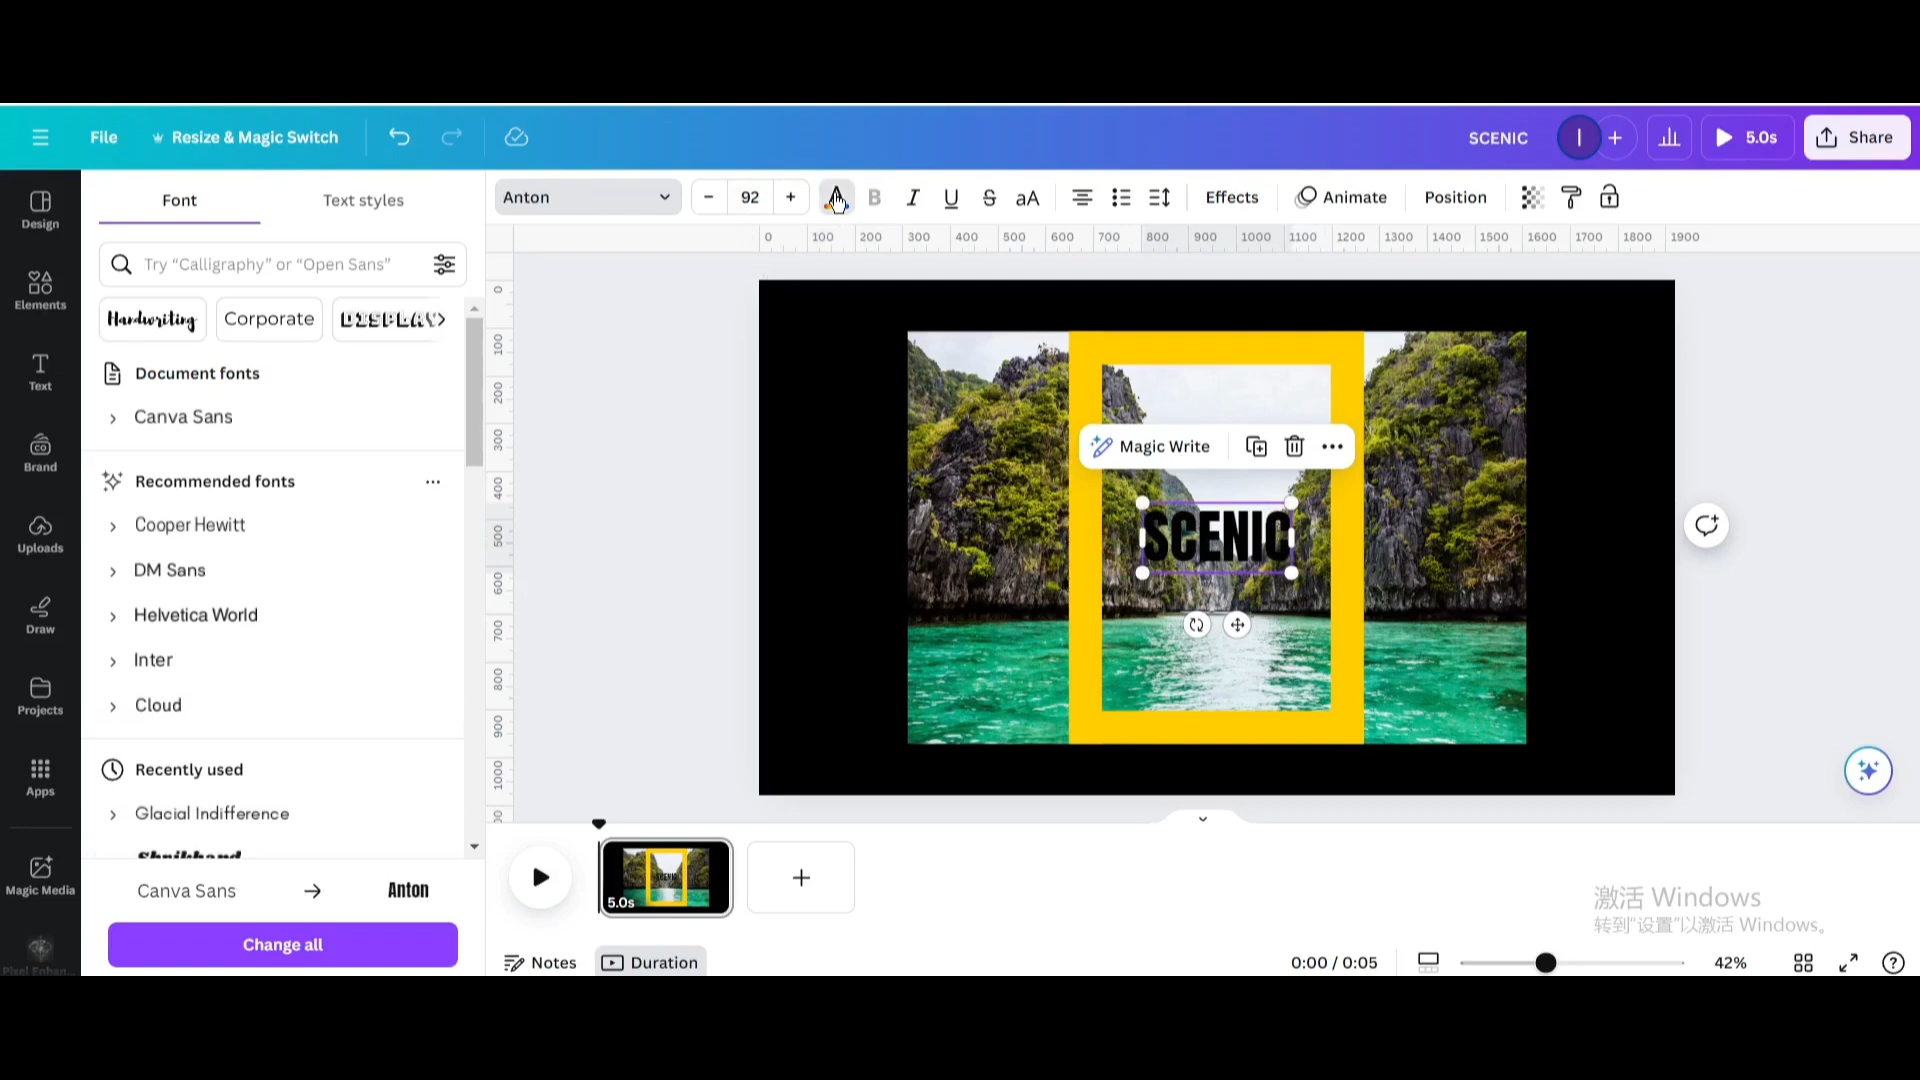 File
Resize & Magic Switch
SCENIC
5.0s
Share
Design
Elements
Text
Brand
Uploads
Draw
Projects
Apps
Magic Media
Pixel Enhan...
Font
Text styles
Try “Calligraphy” or “Open Sans”
Handwriting
Corporate
DISPLAY
Document fonts
Canva Sans
Recommended fonts
Cooper Hewitt
DM Sans
Helvetica World
Inter
Cloud
Recently used
Glacial Indifference
Shrikhand
Canva Sans → Anton
Change all
Anton
- 92 +
A B I U S aA
Effects
Animate
Position
0 100 200 300 400 500 600 700 800 900 1000 1100 1200 1300 1400 1500 1600 1700 1800 1900
0
100
200
300
400
500
600
700
800
900
1000
Magic Write
SCENIC
5.0s
激活 Windows
转到"设置"以激活 Windows。
Notes
Duration
0:00 / 0:05
42%